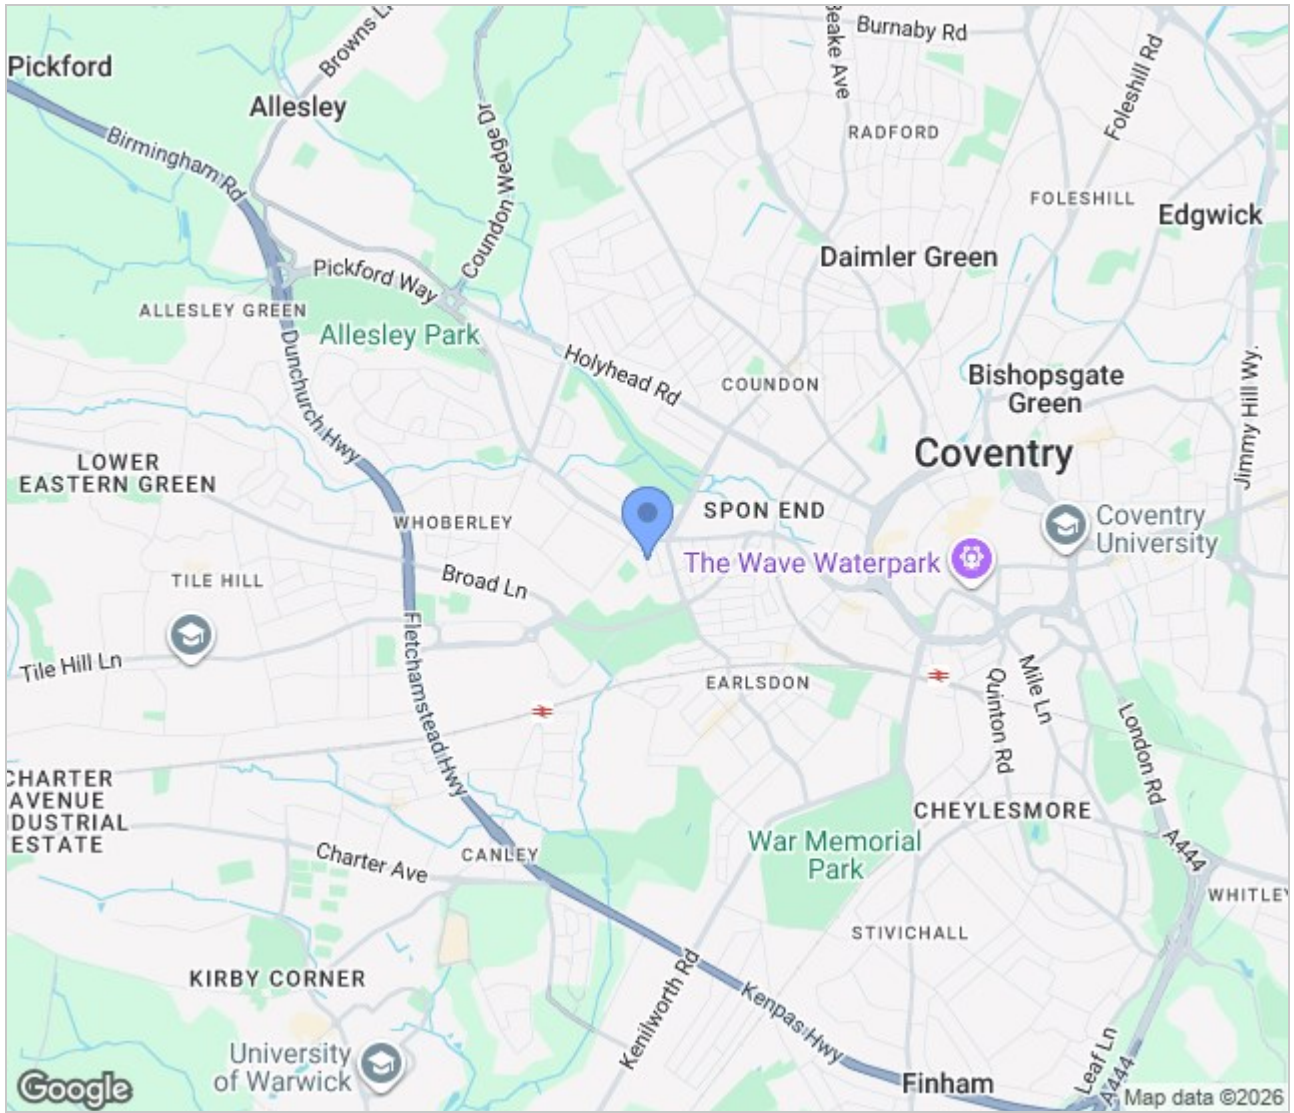 Burnaby Rd
Beake Ave
Browns Ln
Foleshill Rd
Pickford
Allesley
Coundon Wedge Dr
RADFORD
Birmingham Rd
FOLESHILL
Edgwick
Daimler Green
Pickford Way
ALLESLEY GREEN
Allesley Park
Dunchurch Hwy
Holyhead Rd
COUNDON
Bishopsgate
Green
Jimmy Hill Wy.
Coventry
LOWER
EASTERN GREEN
SPON END
WHOBERLEY
Coventry
University
The Wave Waterpark
TILE HILL
Broad Ln
Tile Hill Ln
Fletchamstead Hwy
EARLSDON
Quinton Rd
Mile Ln
London Rd
CHARTER
AVENUE
DUSTRIAL
ESTATE
CHEYLESMORE
War Memorial
Park
A444
Charter Ave
CANLEY
WHITLEY
STIVICHALL
KIRBY CORNER
Kenilworth Rd
Kenpas Hwy
University
of Warwick
Leaf Ln
A444
Finham
Google
Map data ©2026